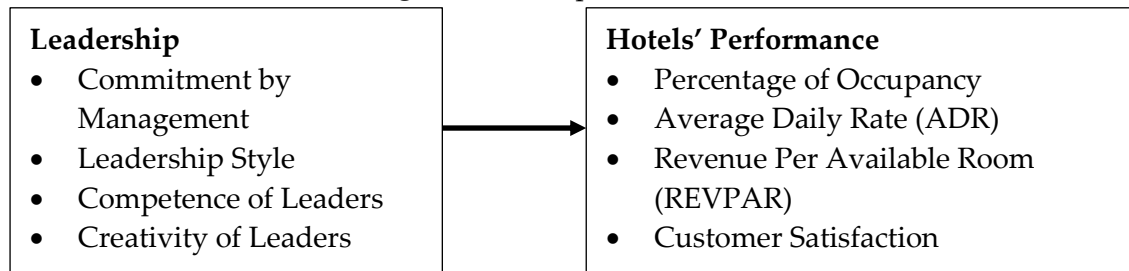 Leadership
• Commitment by
Management
• Leadership Style
• Competence of Leaders
• Creativity of Leaders
Hotels’ Performance
• Percentage of Occupancy
• Average Daily Rate (ADR)
• Revenue Per Available Room
(REVPAR)
• Customer Satisfaction